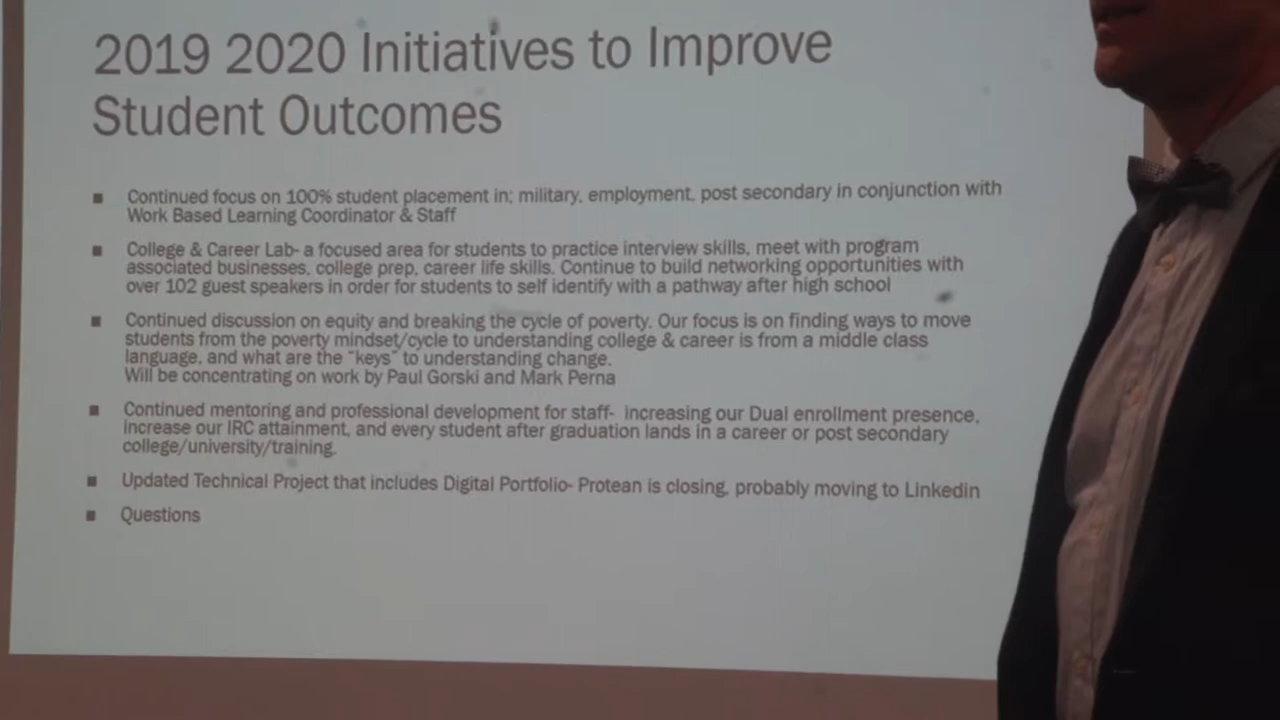 2019 2020 Initiatives to Improve
Student Outcomes
■ Continued focus on 100% student placement in; military, employment, post secondary in conjunction with
Work Based Learning Coordinator & Staff
■ College & Career Lab- a focused area for students to practice interview skills, meet with program
associated businesses, college prep, career life skills. Continue to build networking opportunities with
over 102 guest speakers in order for students to self identify with a pathway after high school
■ Continued discussion on equity and breaking the cycle of poverty. Our focus is on finding ways to move
students from the poverty mindset/cycle to understanding college & career is from a middle class
language, and what are the "keys" to understanding change.
Will be concentrating on work by Paul Gorski and Mark Perna
■ Continued mentoring and professional development for staff- increasing our Dual enrollment presence,
increase our IRC attainment, and every student after graduation lands in a career or post secondary
college/university/training.
■ Updated Technical Project that includes Digital Portfolio- Protean is closing, probably moving to Linkedin
■ Questions